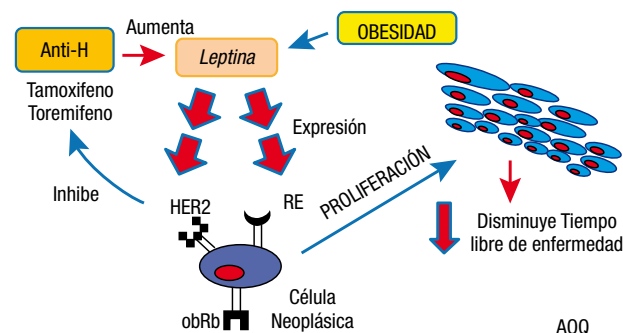 Aumenta
OBESIDAD
Anti-H
Leptina
Tamoxifeno
Toremifeno
Expresión
Inhibe
PROLIFERACIÓN
HER2
RE
Disminuye Tiempo
libre de enfermedad
Célula
Neoplásica
obRb
AOO